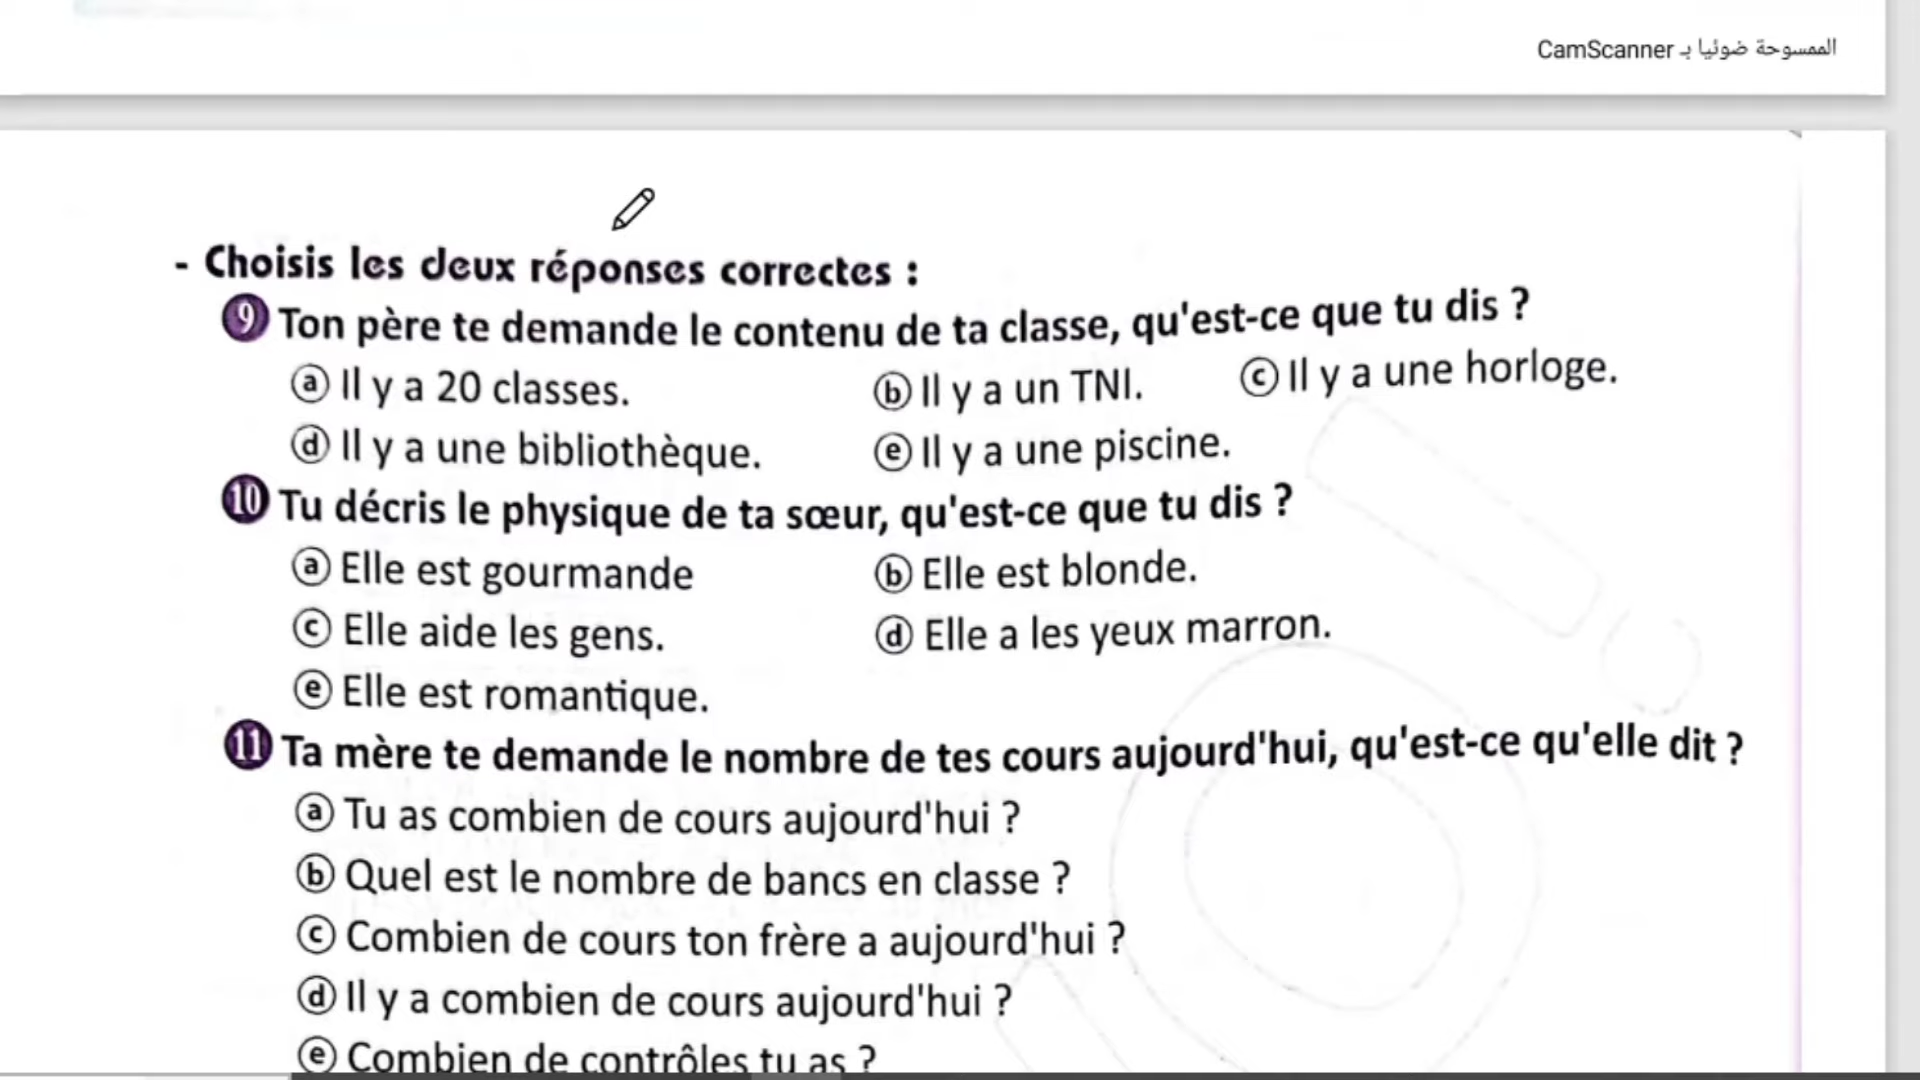 الممسوحة ضوئيا بـ CamScanner
- Choisis les deux réponses correctes :
9 Ton père te demande le contenu de ta classe, qu'est-ce que tu dis ?
ⓐ Il y a 20 classes. ⓑ Il y a un TNI. ⓒ Il y a une horloge.
ⓓ Il y a une bibliothèque. ⓔ Il y a une piscine.
10 Tu décris le physique de ta sœur, qu'est-ce que tu dis ?
ⓐ Elle est gourmande ⓑ Elle est blonde.
ⓒ Elle aide les gens. ⓓ Elle a les yeux marron.
ⓔ Elle est romantique.
11 Ta mère te demande le nombre de tes cours aujourd'hui, qu'est-ce qu'elle dit ?
ⓐ Tu as combien de cours aujourd'hui ?
ⓑ Quel est le nombre de bancs en classe ?
ⓒ Combien de cours ton frère a aujourd'hui ?
ⓓ Il y a combien de cours aujourd'hui ?
ⓔ Combien de contrôles tu as ?